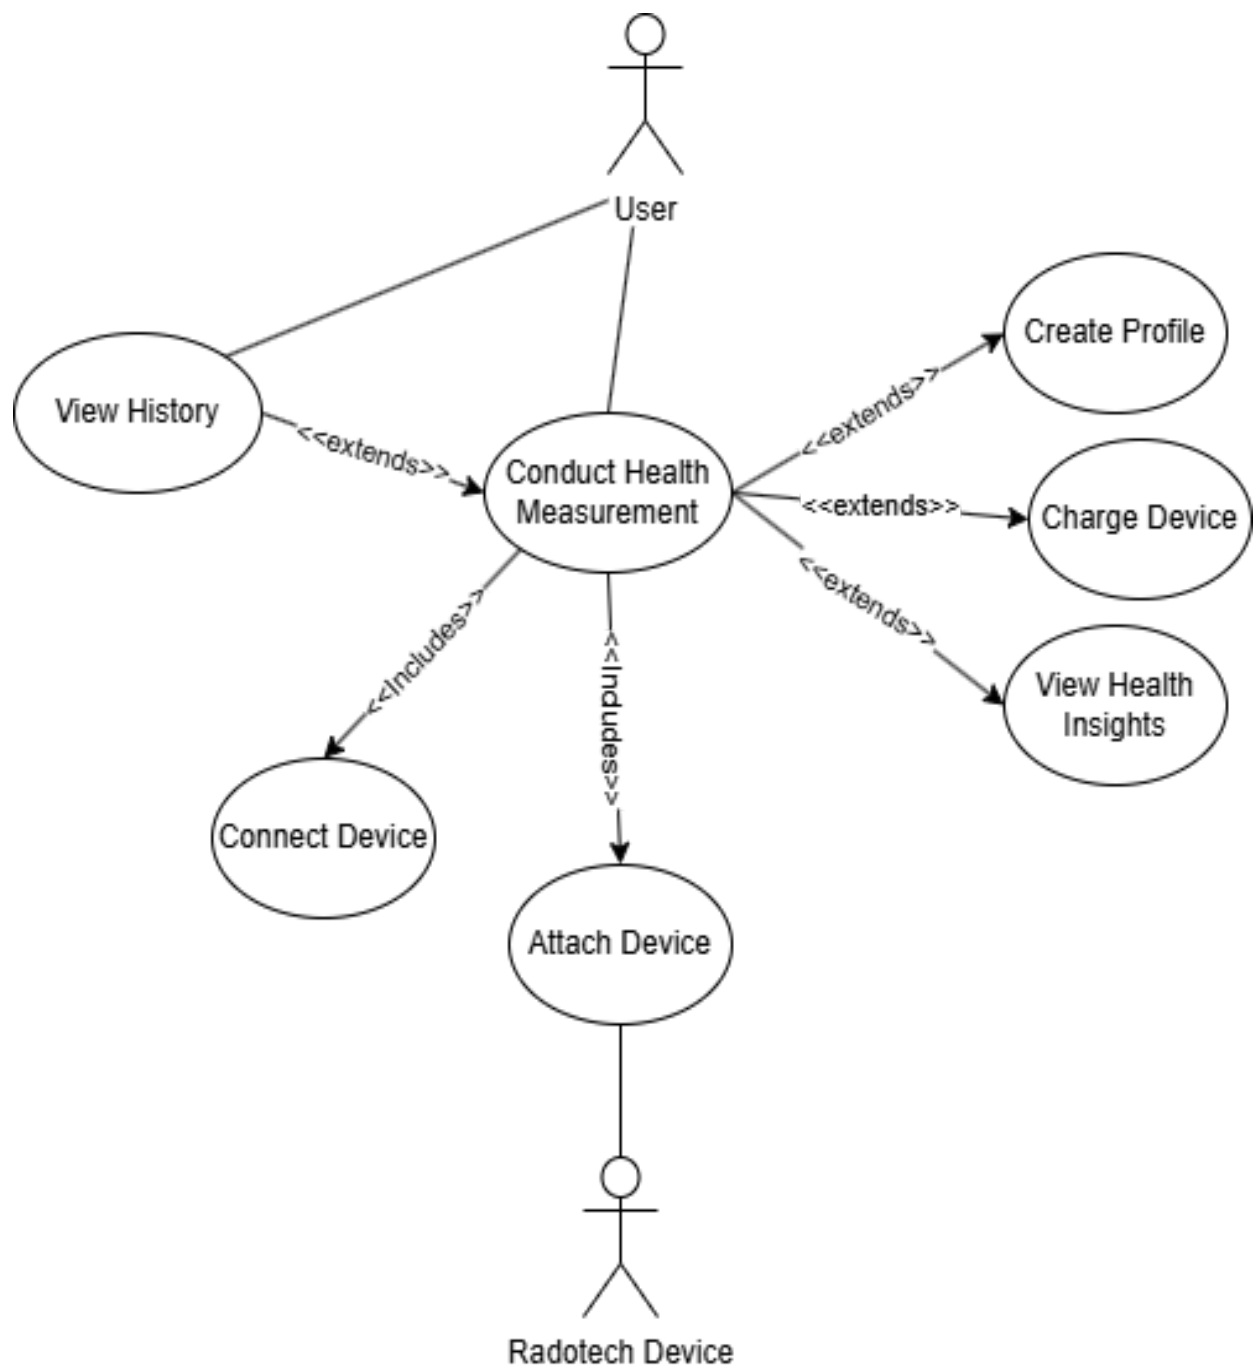 User
Create Profile
View History
<<extends>>
<<extends>>
Conduct Health
Measurement
<<extends>>
Charge Device
<<extends>>
<<Includes>>
<<Includes>>
View Health
Insights
Connect Device
Attach Device
Radotech Device